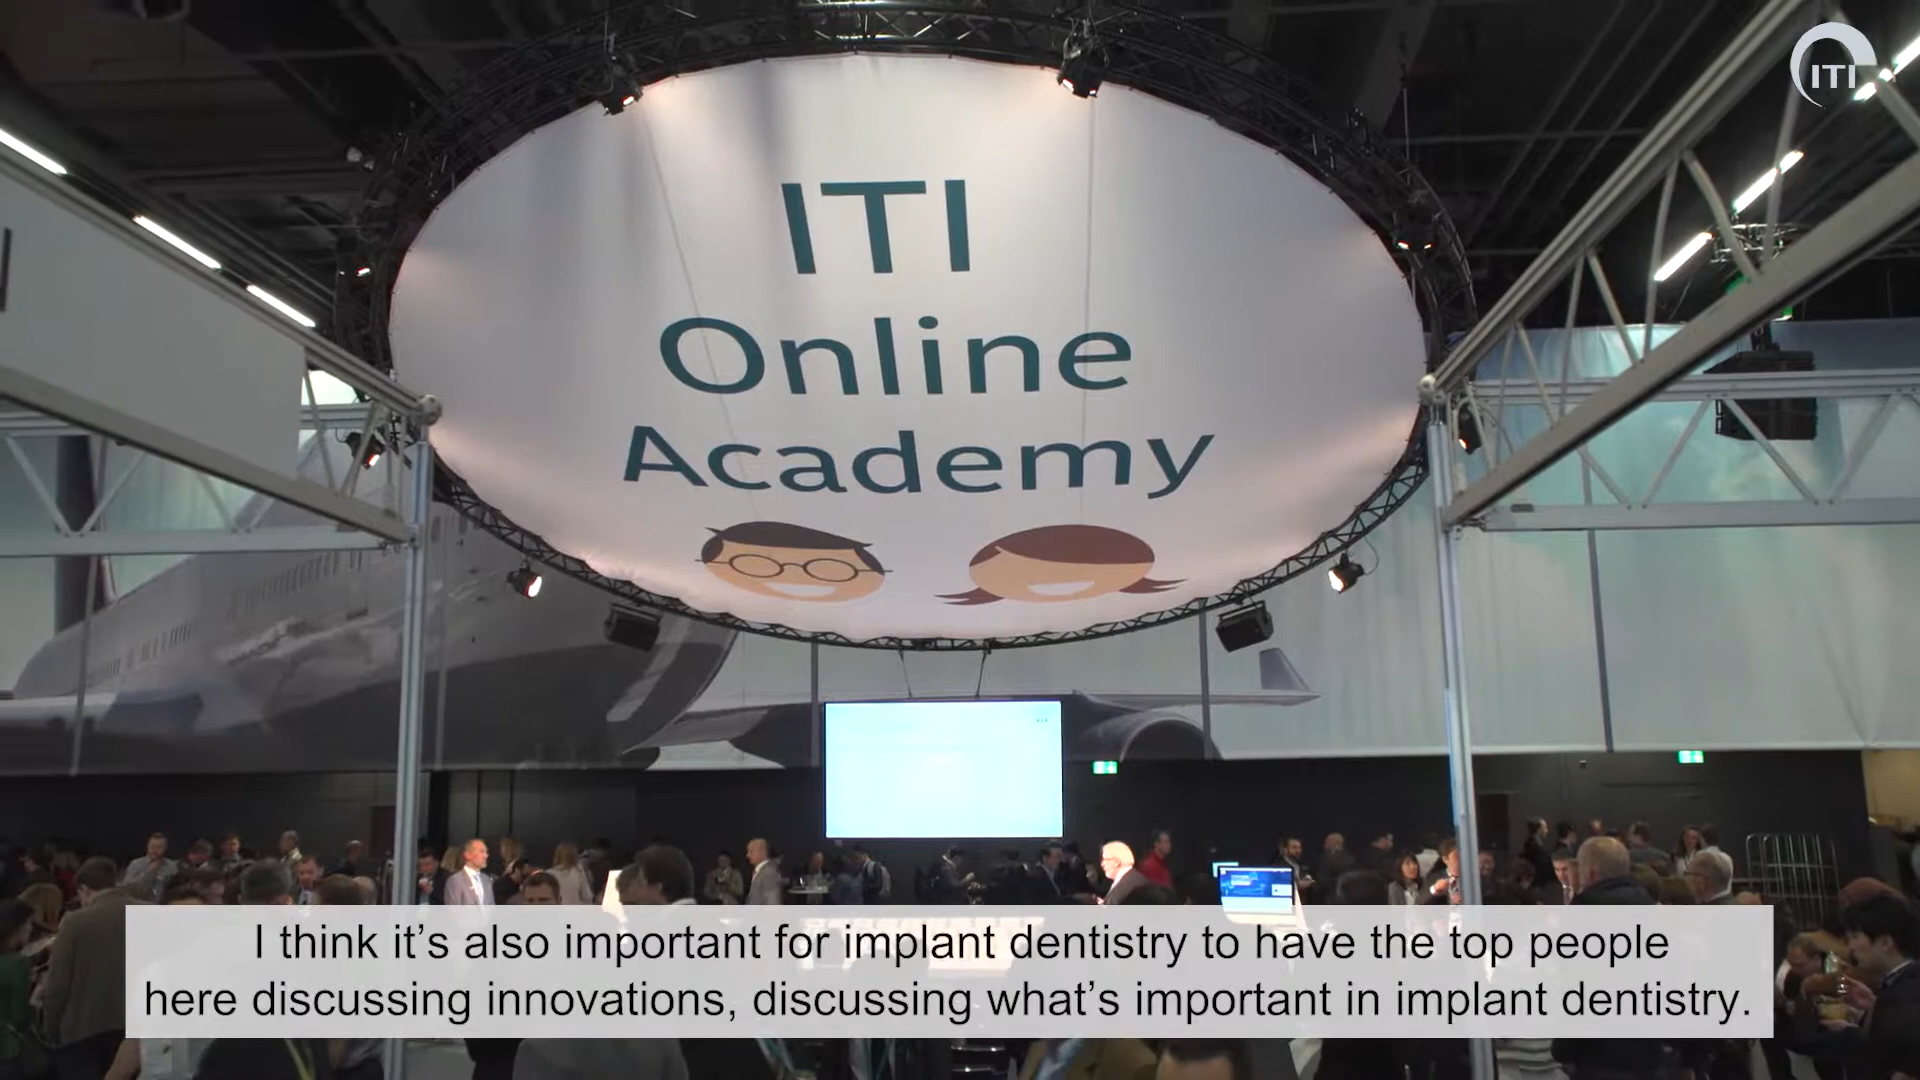 ITI
ITI
Online
Academy
I think it's also important for implant dentistry to have the top people
here discussing innovations, discussing what's important in implant dentistry.